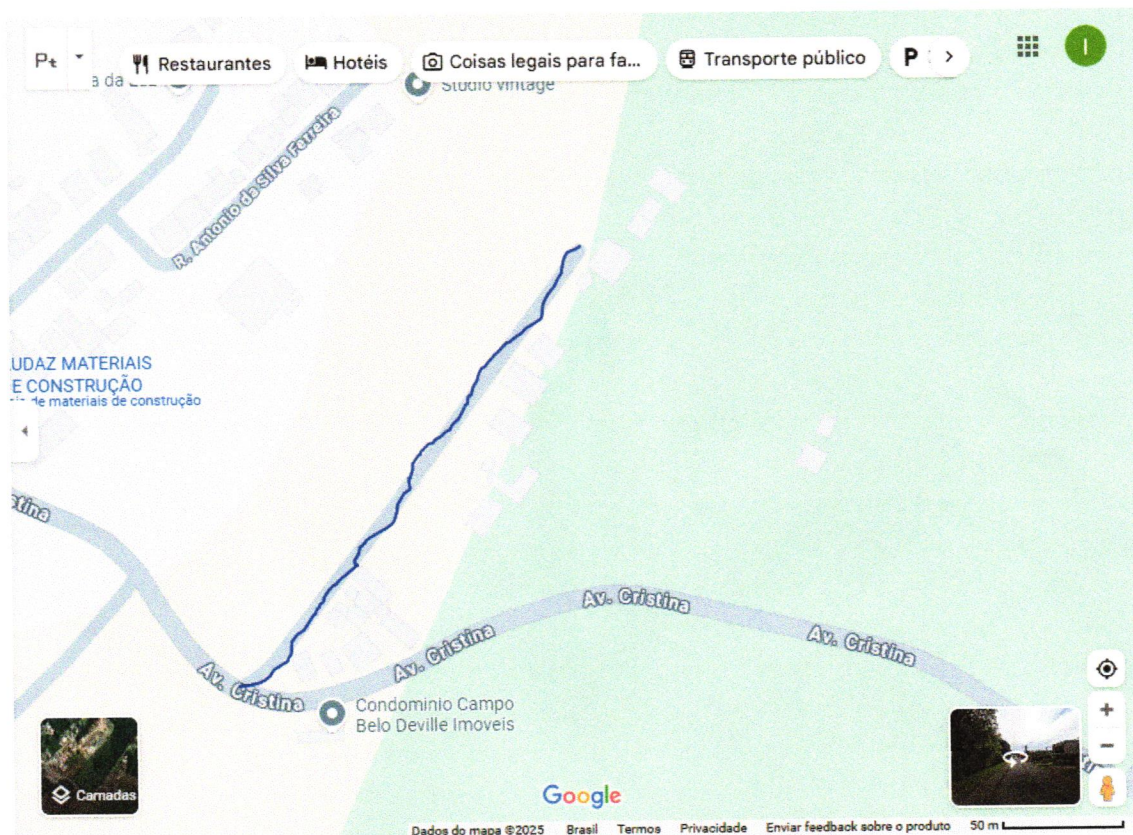 Restaurantes
Hotéis
Coisas legais para fa...
Transporte público
P
I
a da
Studio Vintage
R. Antonio da Silva Ferreira
UDAZ MATERIAIS
E CONSTRUÇÃO
de materiais de construção
stina
Av. Cristina
Av. Cristina
Av. Cristina
Av. Cristina
Condominio Campo
Belo Deville Imoveis
Camadas
Google
Dados do mapa ©2025 Brasil Termos Privacidade Enviar feedback sobre o produto 50 m